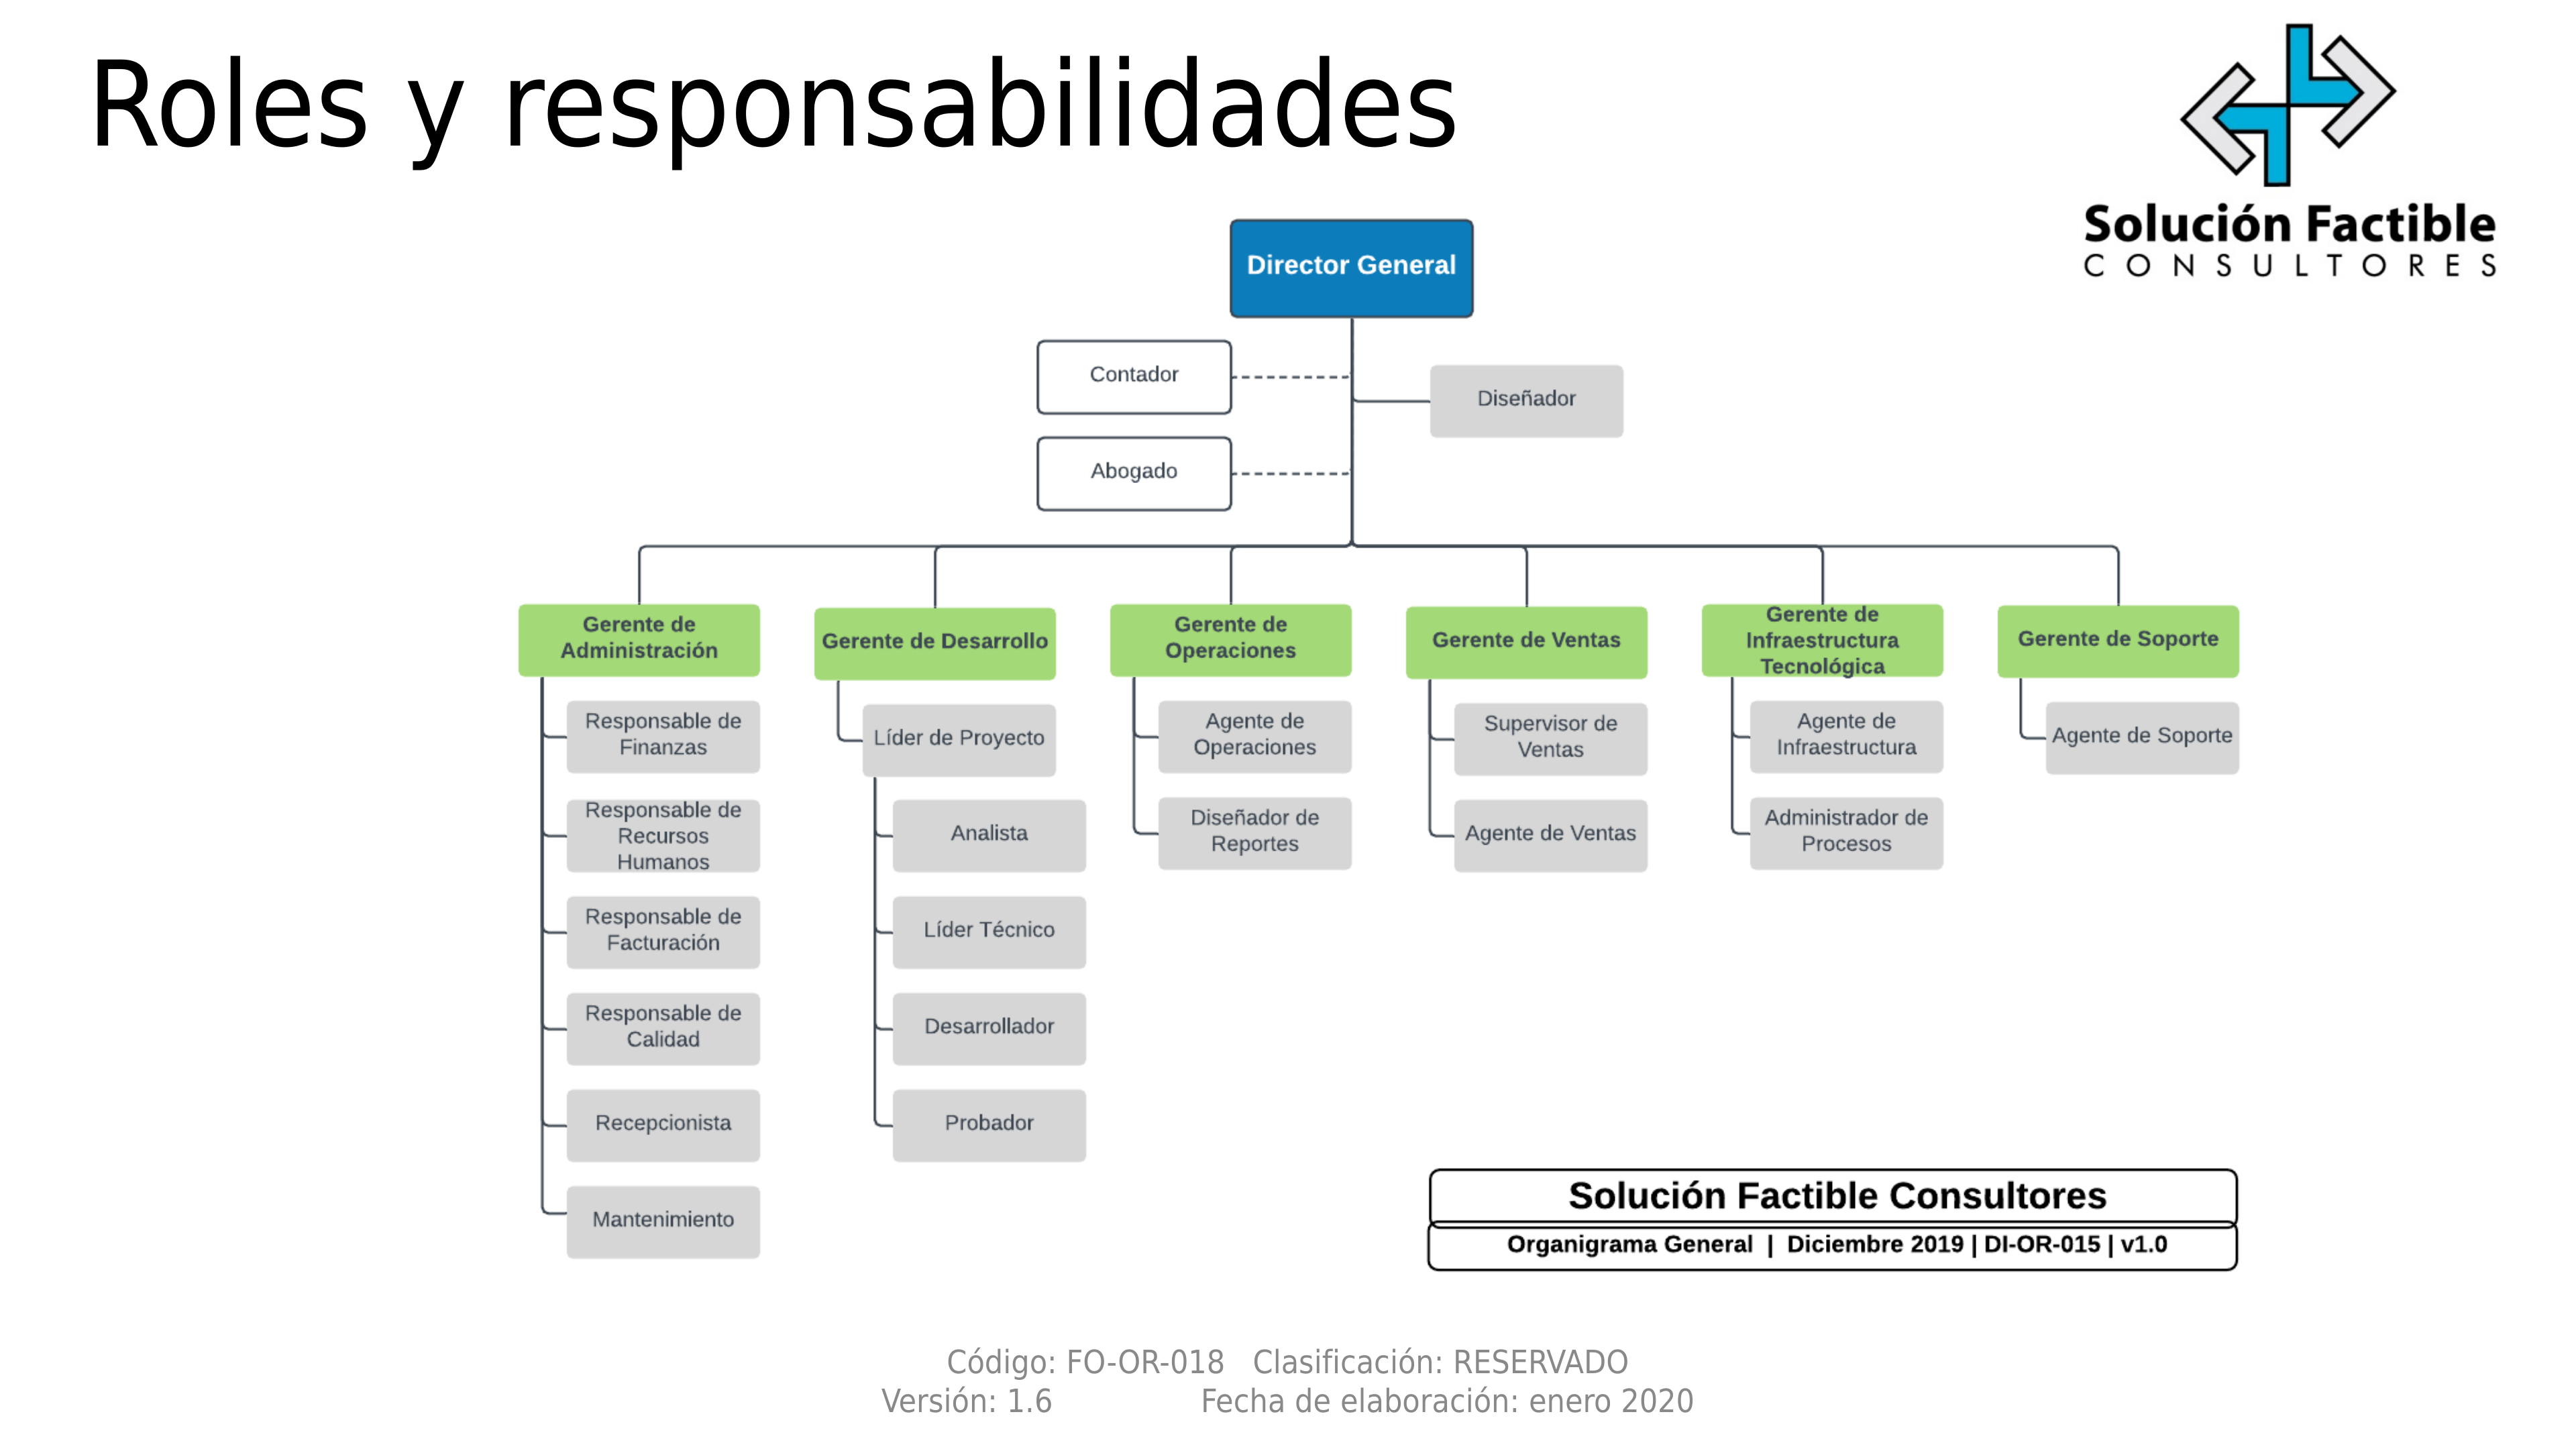 Roles y responsabilidades
Solución Factible
CONSULTORES
Director General
Contador
Diseñador
Abogado
Gerente de
Administración
Gerente de Desarrollo
Gerente de
Operaciones
Gerente de Ventas
Gerente de
Infraestructura
Tecnológica
Gerente de Soporte
Responsable de
Finanzas
Responsable de
Recursos
Humanos
Responsable de
Facturación
Responsable de
Calidad
Recepcionista
Mantenimiento
Líder de Proyecto
Analista
Líder Técnico
Desarrollador
Probador
Agente de
Operaciones
Diseñador de
Reportes
Supervisor de
Ventas
Agente de Ventas
Agente de
Infraestructura
Administrador de
Procesos
Agente de Soporte
Solución Factible Consultores
Organigrama General | Diciembre 2019 | DI-OR-015 | v1.0
Código: FO-OR-018 Clasificación: RESERVADO
Versión: 1.6 Fecha de elaboración: enero 2020